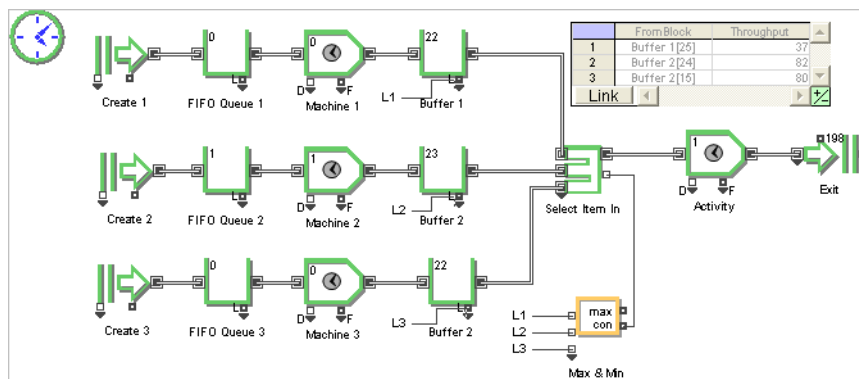 FromBlock Throughput
1 Buffer 1[25] 37
2 Buffer 2[24] 82
3 Buffer 2[15] 80
Link
+/-
0 0 22
L
L1
D F
Create 1 FIFO Queue 1 Machine 1 Buffer 1
1 1 23
L
L2
D F
Create 2 FIFO Queue 2 Machine 2 Buffer 2
Select Item In
1
D F
Activity
198
Exit
0 0 22
L
L3
D F
Create 3 FIFO Queue 3 Machine 3 Buffer 2
L1
L2
L3
max
con
Max & Min